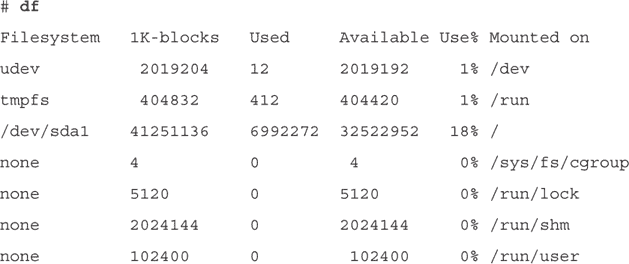 # df
Filesystem 1K-blocks Used Available Use% Mounted on
udev 2019204 12 2019192 1% /dev
tmpfs 404832 412 404420 1% /run
/dev/sda1 41251136 6992272 32522952 18% /
none 4 0 4 0% /sys/fs/cgroup
none 5120 0 5120 0% /run/lock
none 2024144 0 2024144 0% /run/shm
none 102400 0 102400 0% /run/user